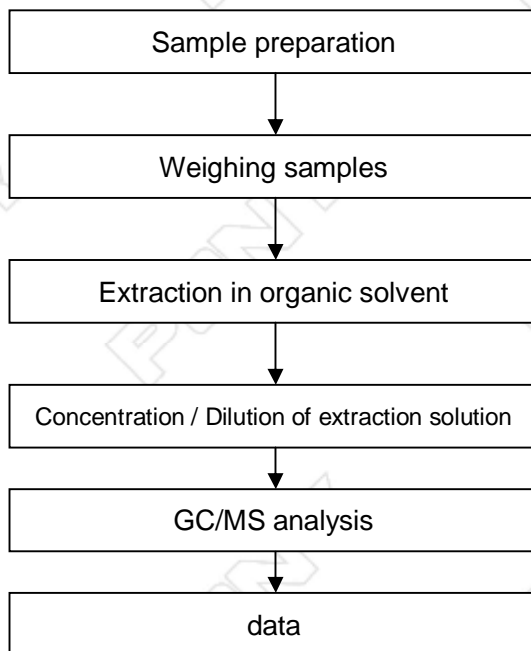 Sample preparation
Weighing samples
Extraction in organic solvent
Concentration / Dilution of extraction solution
GC/MS analysis
data